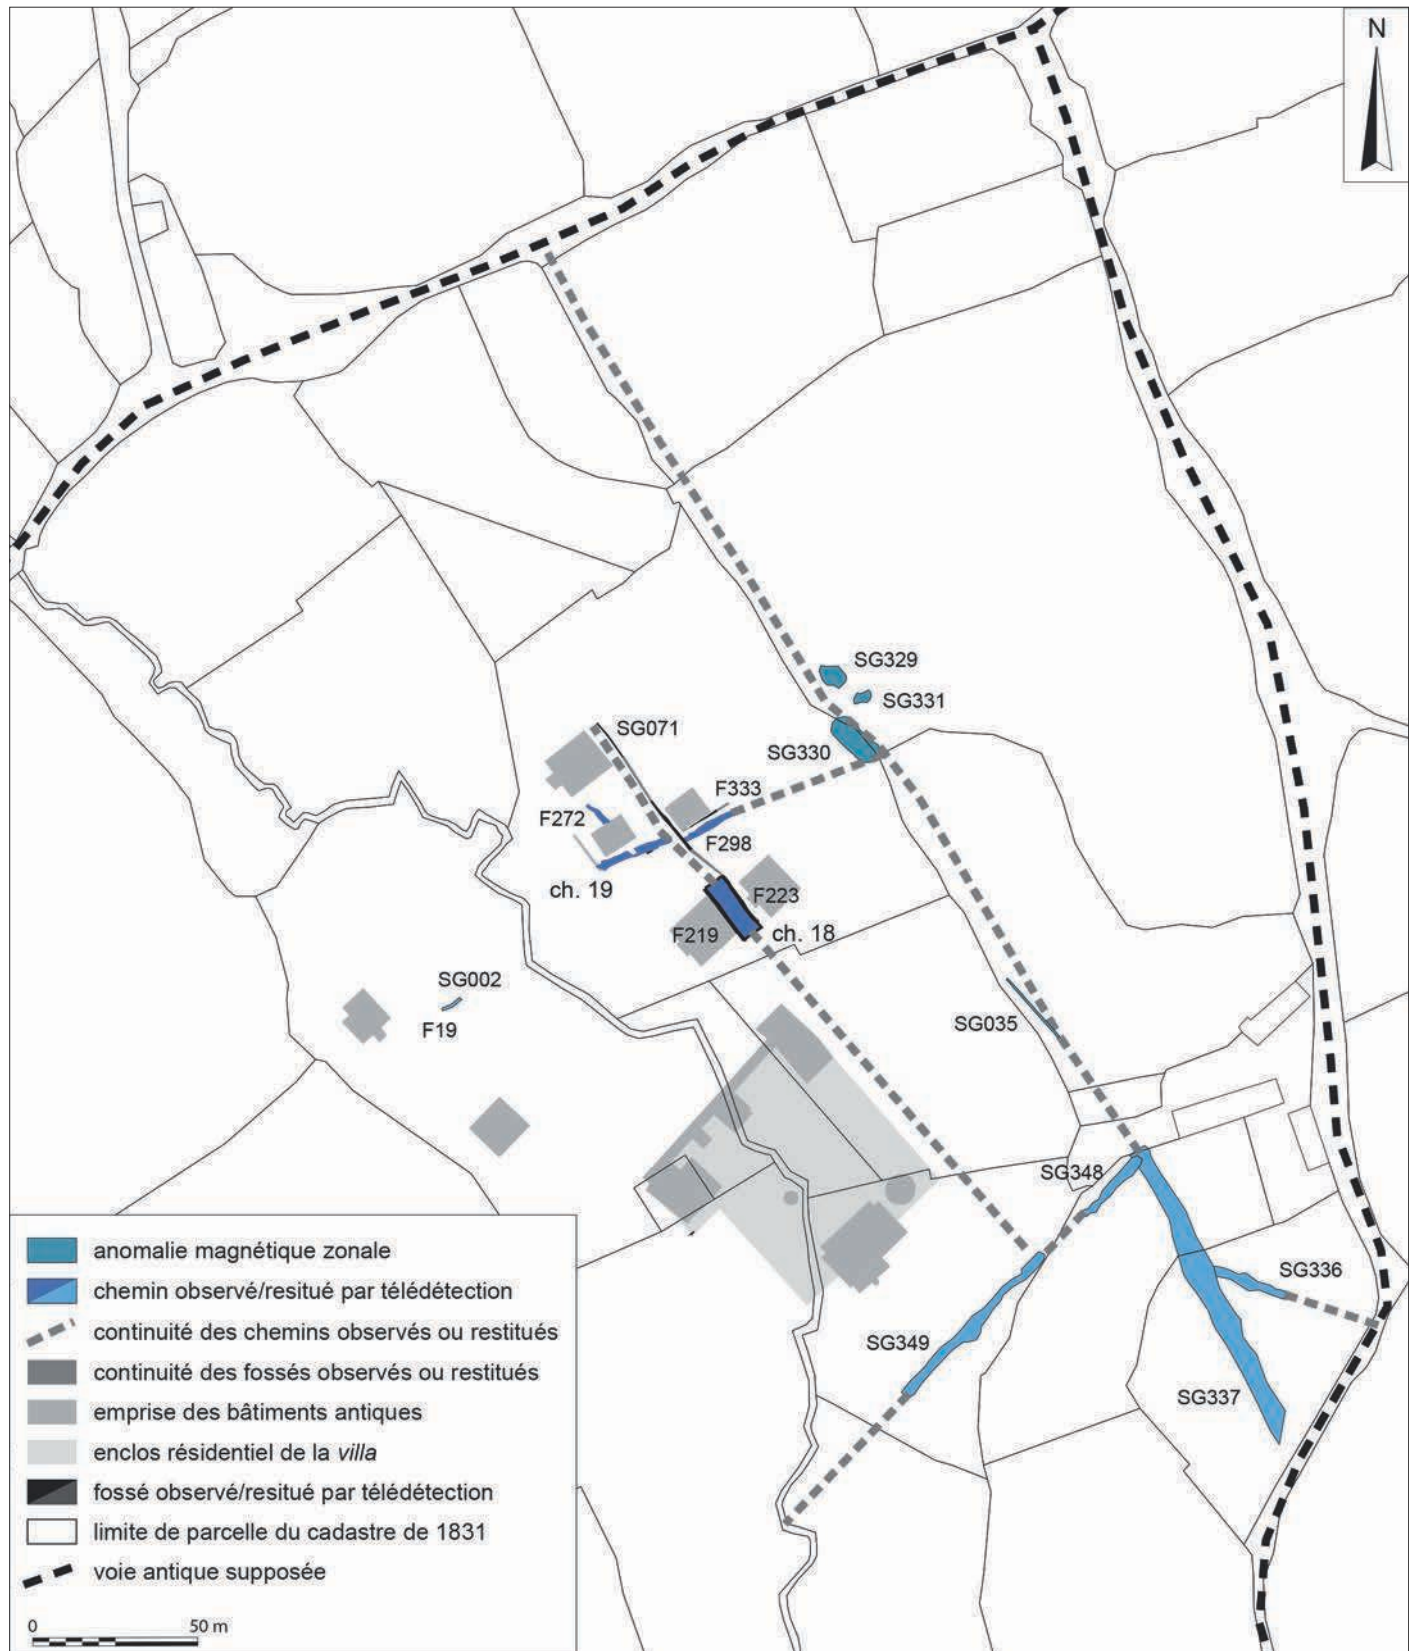 N
SG329
SG331
SG071
SG330
F333
F272
F298
ch. 19
F223
F219
ch. 18
SG002
F19
SG035
SG348
SG336
SG349
SG337
anomalie magnétique zonale
chemin observé/resitué par télédétection
continuité des chemins observés ou restitués
continuité des fossés observés ou restitués
emprise des bâtiments antiques
enclos résidentiel de la villa
fossé observé/resitué par télédétection
limite de parcelle du cadastre de 1831
voie antique supposée
0 50 m